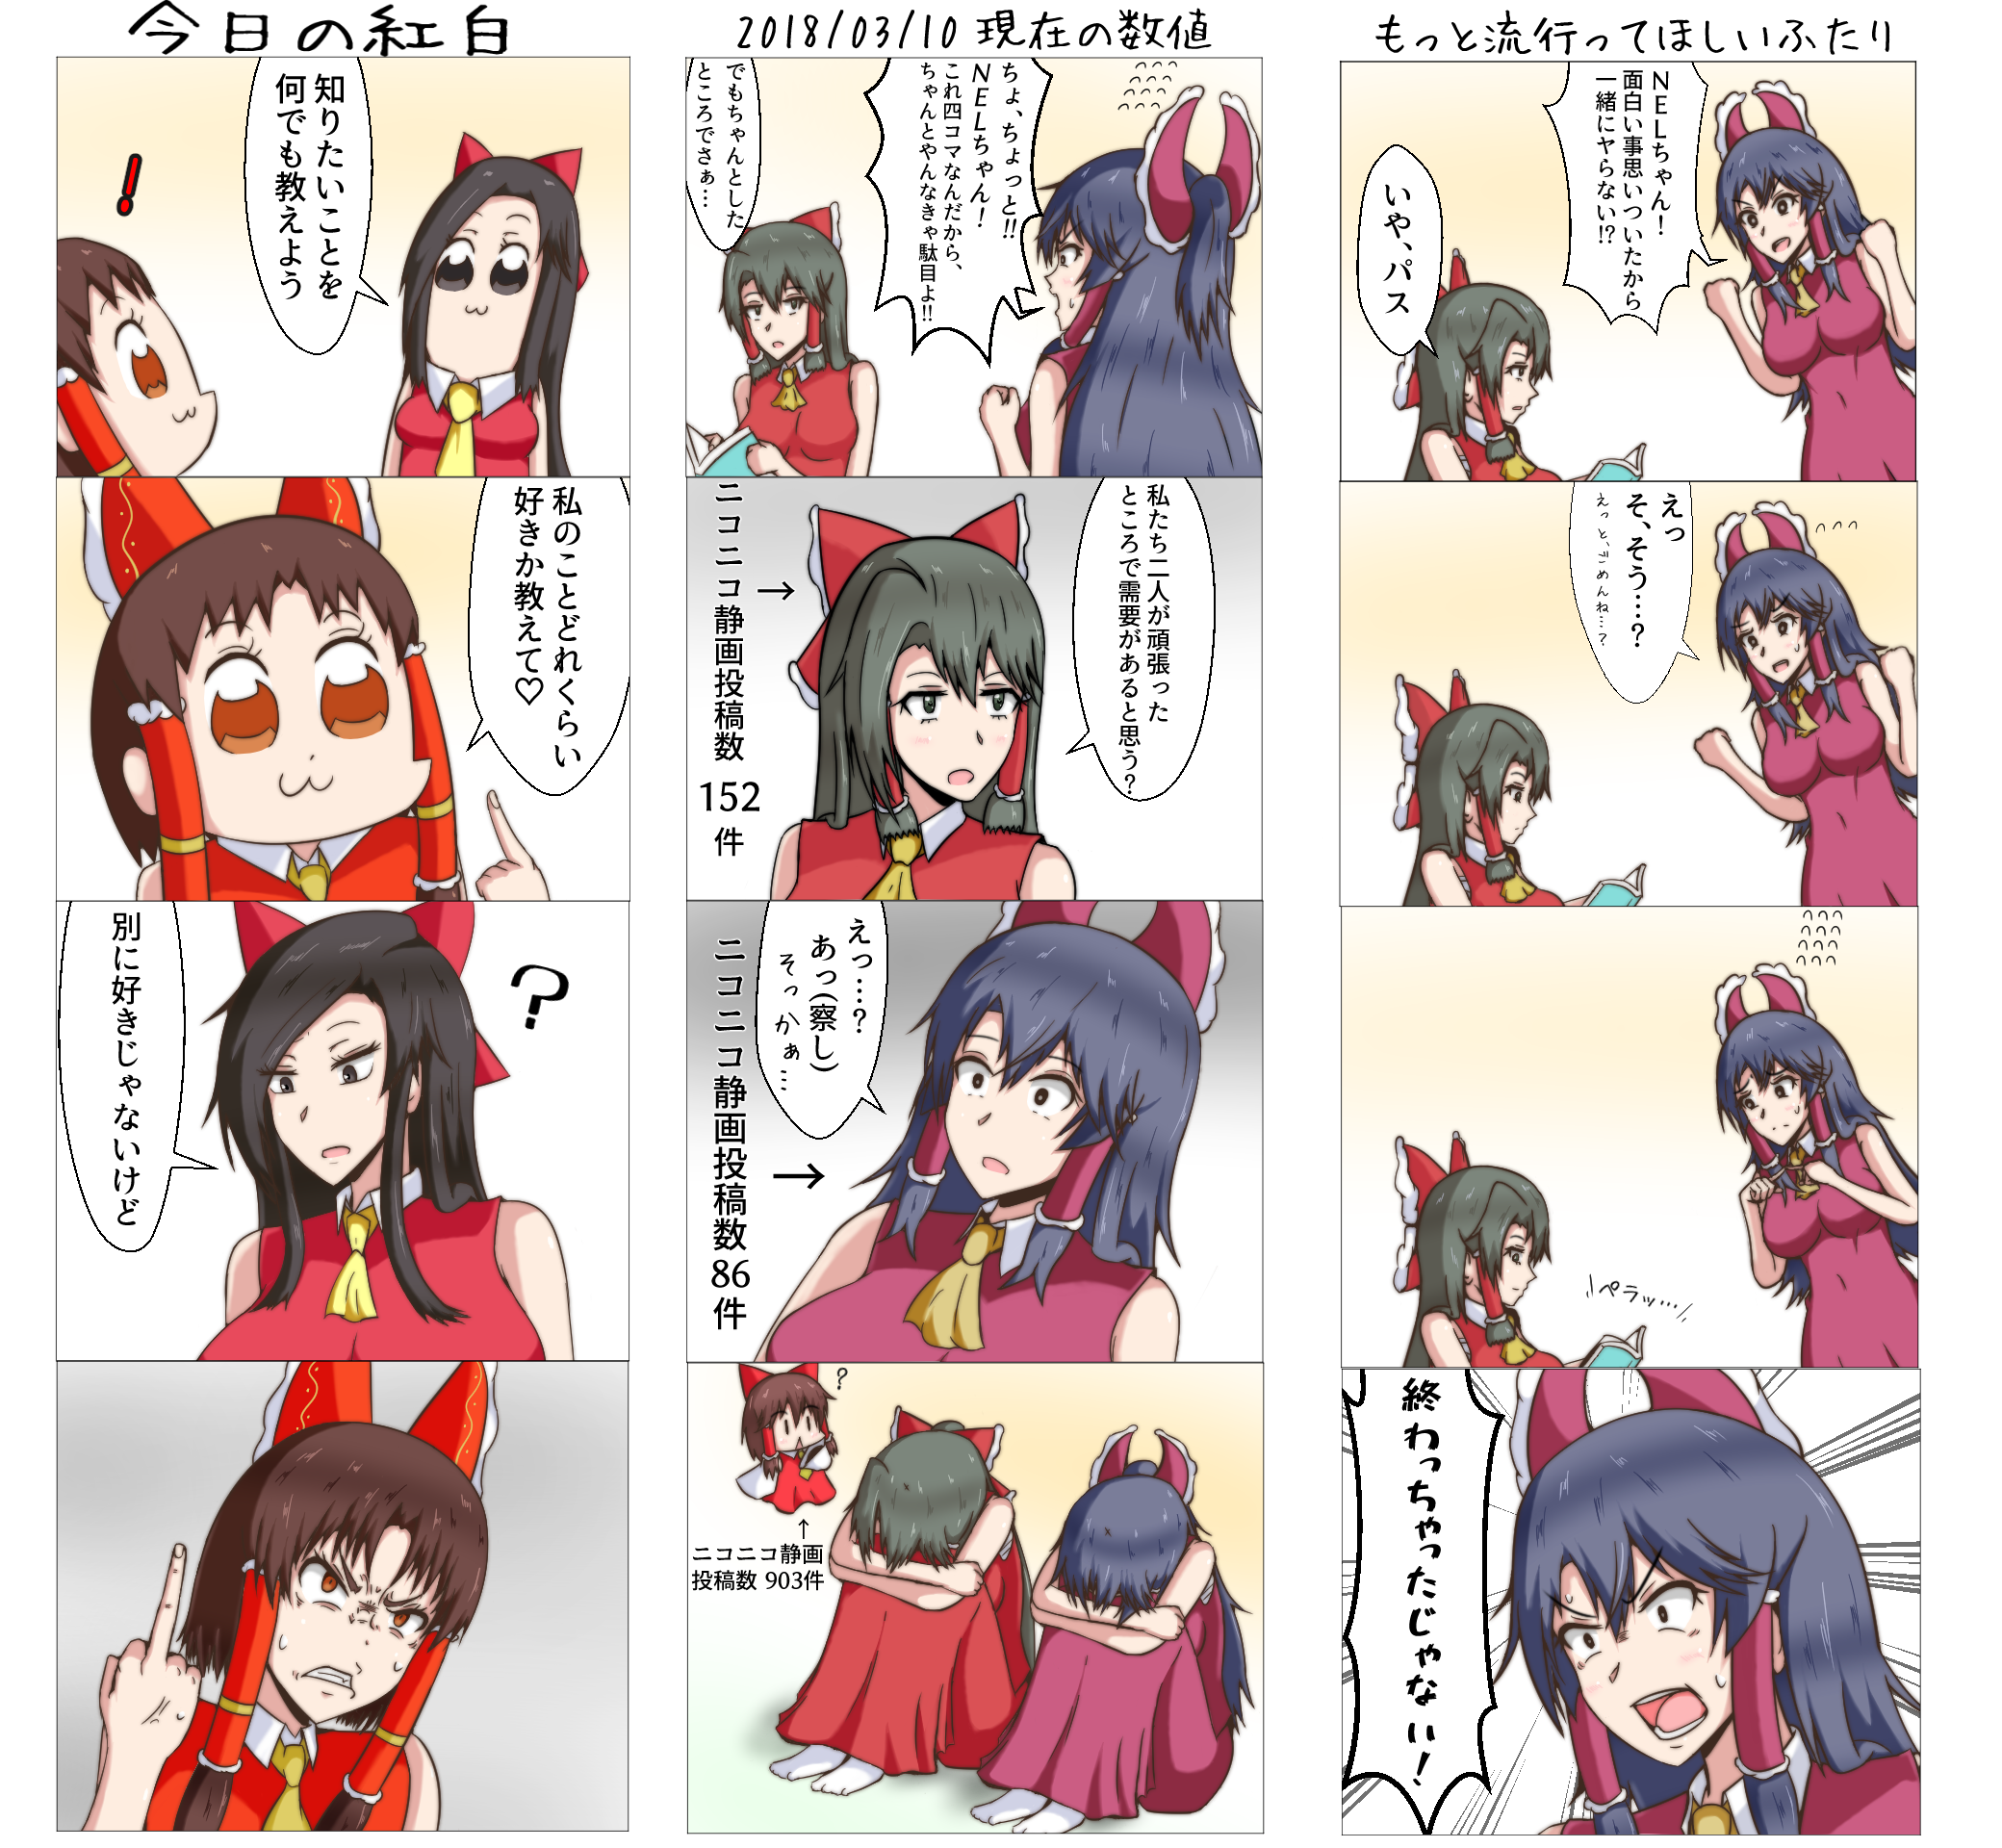 もっと流行ってほしいふたり
NELちゃん!
面白い事思いついたから
一緒にヤらない!?
いや、パス
えっ
そ、そう…?
えっと、ごめんね…?
ペラッ…
終わっちゃったじゃない!
2018/03/10 現在の数値
ちょ、ちょっと!!
NELちゃん!
これ四コマなんだから、
ちゃんとやんなきゃ駄目よ!!
でもちゃんとした
ところでさぁ…
私たち二人が頑張った
ところで需要があると思う?
→
ニコニコ静画投稿数
152
件
えっ…?
あっ(察し)
そっかぁ…
→
ニコニコ静画投稿数
86
件
?
↑
ニコニコ静画
投稿数 903件
今日の紅白
知りたいことを
何でも教えよう
!
私のことどれくらい
好きか教えて♡
?
別に好きじゃないけど